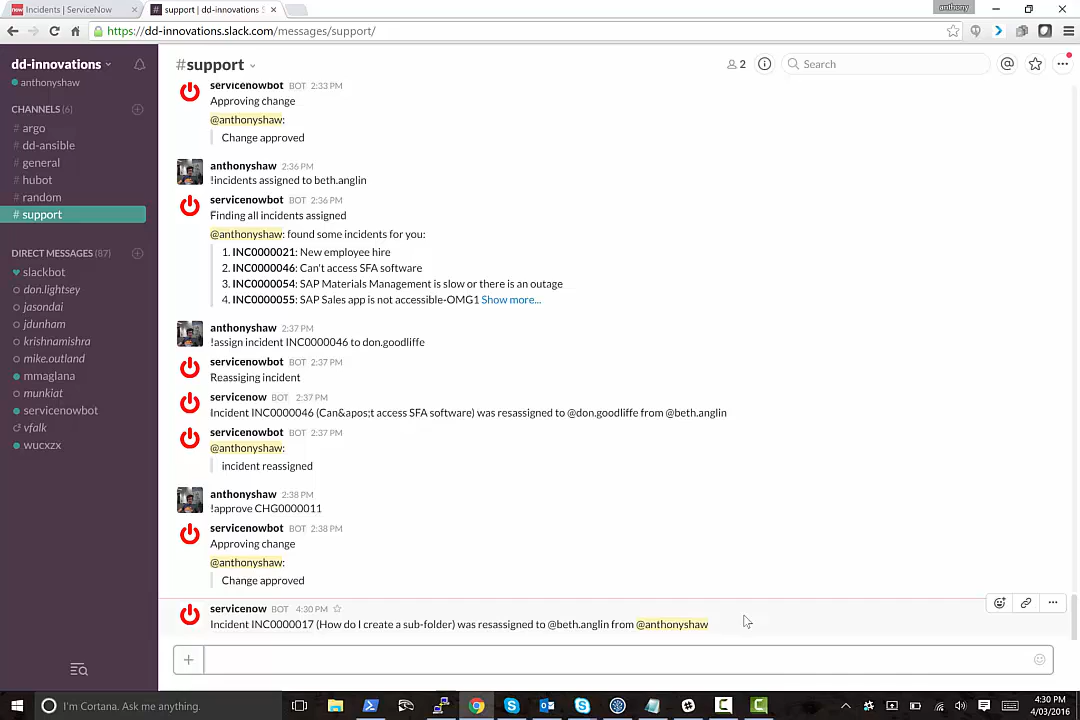 Incidents | ServiceNow
support | dd-innovations S
anthony
https://dd-innovations.slack.com/messages/support/
dd-innovations
anthonyshaw
CHANNELS (6)
# argo
# dd-ansible
# general
# hubot
# random
# support
DIRECT MESSAGES (87)
slackbot
don.lightsey
jasondai
jdunham
krishnamishra
mike.outland
mmaglana
munkiat
servicenowbot
vfalk
wucxzx
#support
2
Search
servicenowbot BOT 2:33 PM
Approving change
@anthonyshaw:
Change approved
anthonyshaw 2:36 PM
!incidents assigned to beth.anglin
servicenowbot BOT 2:36 PM
Finding all incidents assigned
@anthonyshaw: found some incidents for you:
1. INC0000021: New employee hire
2. INC0000046: Can't access SFA software
3. INC0000054: SAP Materials Management is slow or there is an outage
4. INC0000055: SAP Sales app is not accessible-OMG1 Show more...
anthonyshaw 2:37 PM
!assign incident INC0000046 to don.goodliffe
servicenowbot BOT 2:37 PM
Reassiging incident
servicenow BOT 2:37 PM
Incident INC0000046 (Can&apos;t access SFA software) was resassigned to @don.goodliffe from @beth.anglin
servicenowbot BOT 2:37 PM
@anthonyshaw:
incident reassigned
anthonyshaw 2:38 PM
!approve CHG0000011
servicenowbot BOT 2:38 PM
Approving change
@anthonyshaw:
Change approved
servicenow BOT 4:30 PM
Incident INC0000017 (How do I create a sub-folder) was resassigned to @beth.anglin from @anthonyshaw
I'm Cortana. Ask me anything.
4:30 PM
4/03/2016